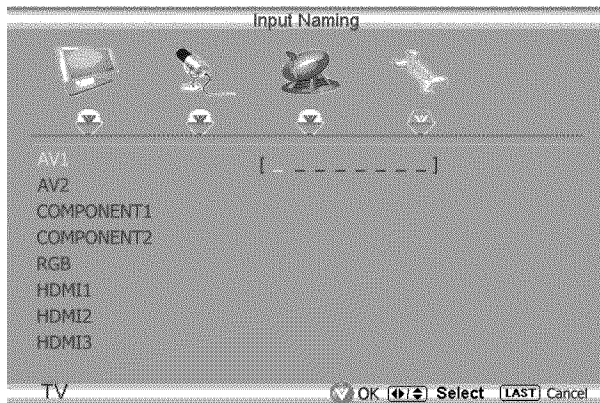 Input Naming
AV1 [ _ _ _ _ _ _ _ _ ]
AV2
COMPONENT1
COMPONENT2
RGB
HDMI1
HDMI2
HDMI3
TV OK Select LAST Cancel